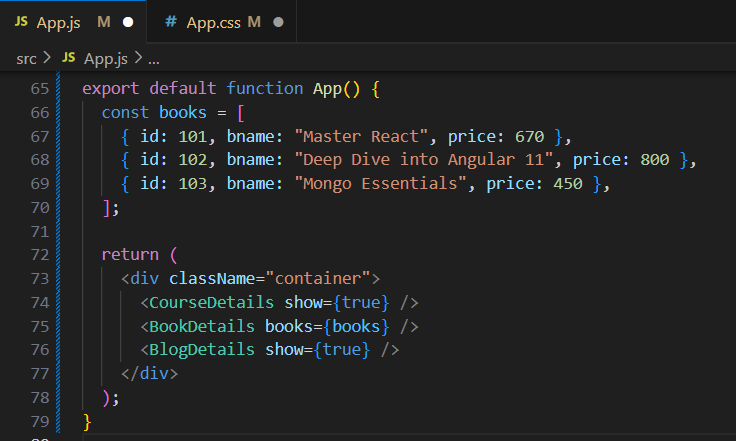 JS App.js M
# App.css M
src > JS App.js > ...
65 export default function App() {
66 const books = [
67 { id: 101, bname: "Master React", price: 670 },
68 { id: 102, bname: "Deep Dive into Angular 11", price: 800 },
69 { id: 103, bname: "Mongo Essentials", price: 450 },
70 ];
71
72 return (
73 <div className="container">
74 <CourseDetails show={true} />
75 <BookDetails books={books} />
76 <BlogDetails show={true} />
77 </div>
78 );
79 }